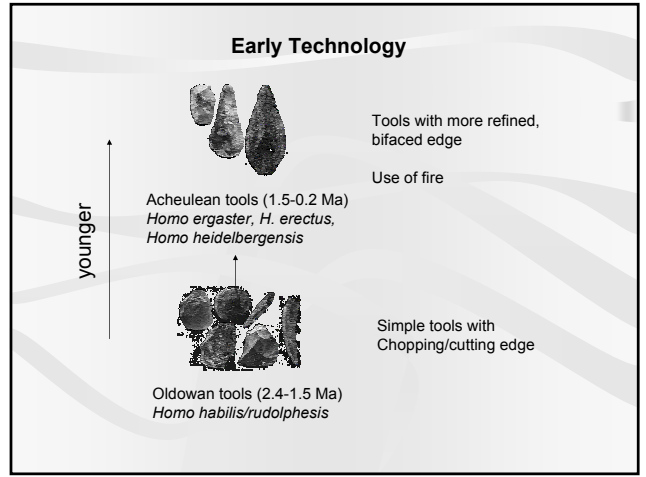 Early Technology
Tools with more refined,
bifaced edge
Use of fire
younger
Acheulean tools (1.5-0.2 Ma)
Homo ergaster, H. erectus,
Homo heidelbergensis
Simple tools with
Chopping/cutting edge
Oldowan tools (2.4-1.5 Ma)
Homo habilis/rudolphesis